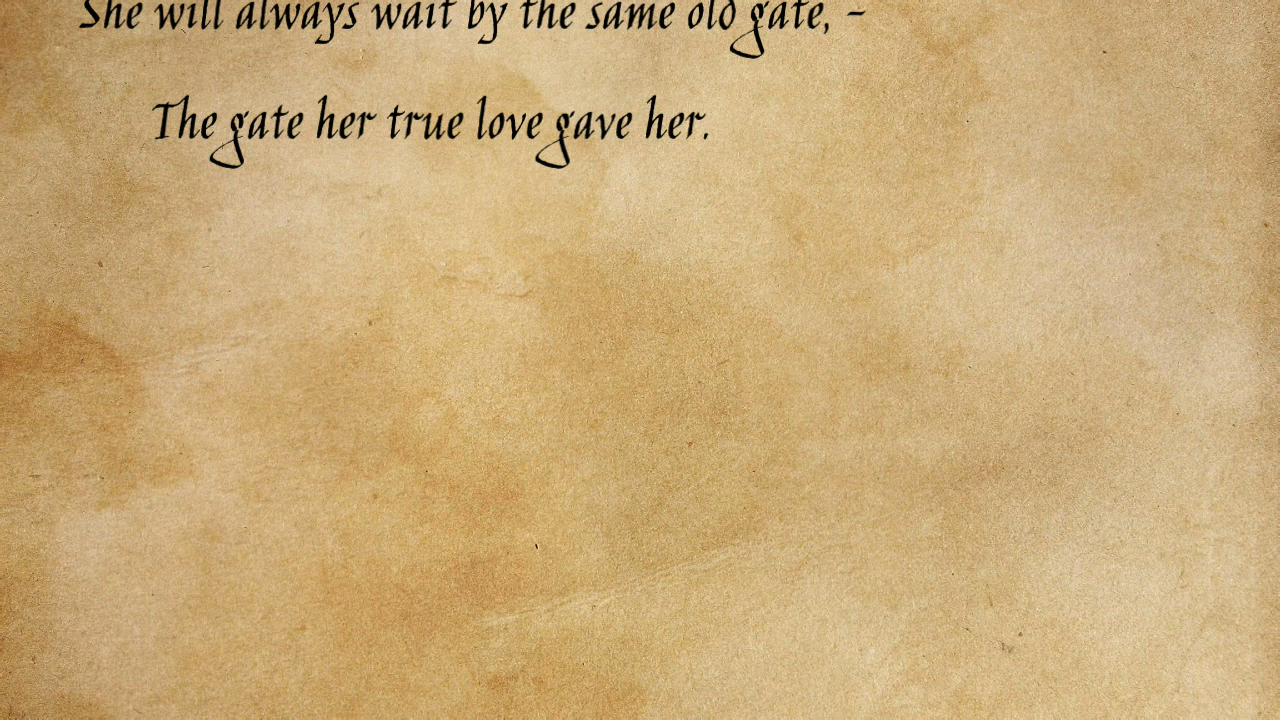 She will always wait by the same old gate, –
The gate her true love gave her.